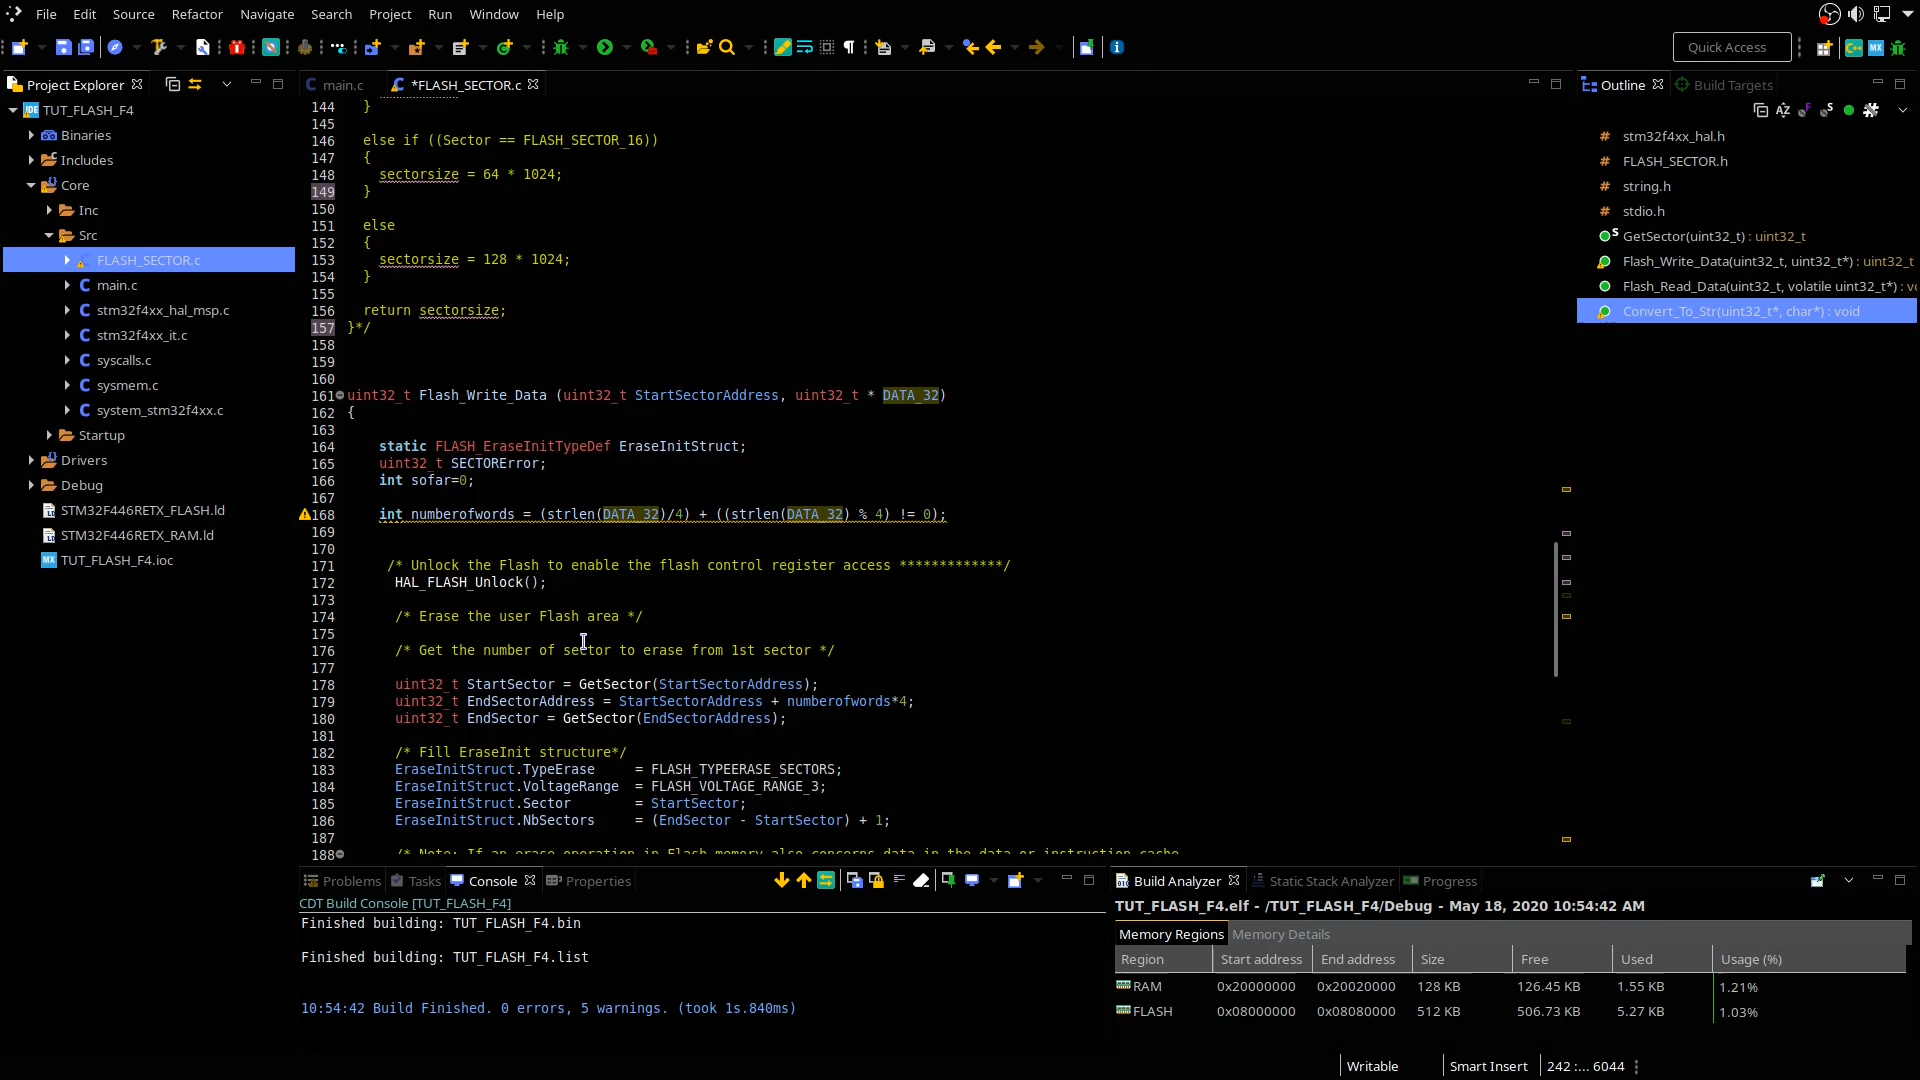 File Edit Source Refactor Navigate Search Project Run Window Help
Quick Access
Project Explorer
TUT_FLASH_F4
Binaries
Includes
Core
Inc
Src
FLASH_SECTOR.c
main.c
stm32f4xx_hal_msp.c
stm32f4xx_it.c
syscalls.c
sysmem.c
system_stm32f4xx.c
Startup
Drivers
Debug
STM32F446RETX_FLASH.ld
STM32F446RETX_RAM.ld
TUT_FLASH_F4.ioc
main.c *FLASH_SECTOR.c
144 }
145
146 else if ((Sector == FLASH_SECTOR_16))
147 {
148 sectorsize = 64 * 1024;
149 }
150
151 else
152 {
153 sectorsize = 128 * 1024;
154 }
155
156 return sectorsize;
157 }*/
158
159
160
161 uint32_t Flash_Write_Data (uint32_t StartSectorAddress, uint32_t * DATA_32)
162 {
163
164 static FLASH_EraseInitTypeDef EraseInitStruct;
165 uint32_t SECTORError;
166 int sofar=0;
167
168 int numberofwords = (strlen(DATA_32)/4) + ((strlen(DATA_32) % 4) != 0);
169
170
171 /* Unlock the Flash to enable the flash control register access *************/
172 HAL_FLASH_Unlock();
173
174 /* Erase the user Flash area */
175
176 /* Get the number of sector to erase from 1st sector */
177
178 uint32_t StartSector = GetSector(StartSectorAddress);
179 uint32_t EndSectorAddress = StartSectorAddress + numberofwords*4;
180 uint32_t EndSector = GetSector(EndSectorAddress);
181
182 /* Fill EraseInit structure*/
183 EraseInitStruct.TypeErase = FLASH_TYPEERASE_SECTORS;
184 EraseInitStruct.VoltageRange = FLASH_VOLTAGE_RANGE_3;
185 EraseInitStruct.Sector = StartSector;
186 EraseInitStruct.NbSectors = (EndSector - StartSector) + 1;
187
188 /* Note: If an erase operation in Flash memory also concerns data in the data or instruction cache
Outline Build Targets
stm32f4xx_hal.h
FLASH_SECTOR.h
string.h
stdio.h
GetSector(uint32_t) : uint32_t
Flash_Write_Data(uint32_t, uint32_t*) : uint32_t
Flash_Read_Data(uint32_t, volatile uint32_t*) : v
Convert_To_Str(uint32_t*, char*) : void
Problems Tasks Console Properties
CDT Build Console [TUT_FLASH_F4]
Finished building: TUT_FLASH_F4.bin
Finished building: TUT_FLASH_F4.list
10:54:42 Build Finished. 0 errors, 5 warnings. (took 1s.840ms)
Build Analyzer Static Stack Analyzer Progress
TUT_FLASH_F4.elf - /TUT_FLASH_F4/Debug - May 18, 2020 10:54:42 AM
Memory Regions Memory Details
Region Start address End address Size Free Used Usage (%)
RAM 0x20000000 0x20020000 128 KB 126.45 KB 1.55 KB 1.21%
FLASH 0x08000000 0x08080000 512 KB 506.73 KB 5.27 KB 1.03%
Writable Smart Insert 242 :... 6044